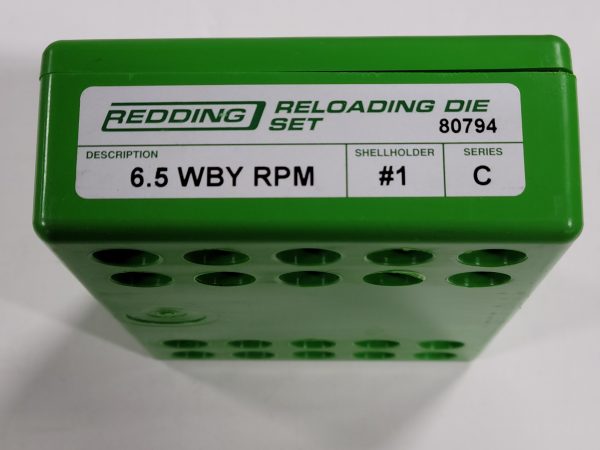 REDDING RELOADING DIE
SET 80794
DESCRIPTION SHELLHOLDER SERIES
6.5 WBY RPM #1 C